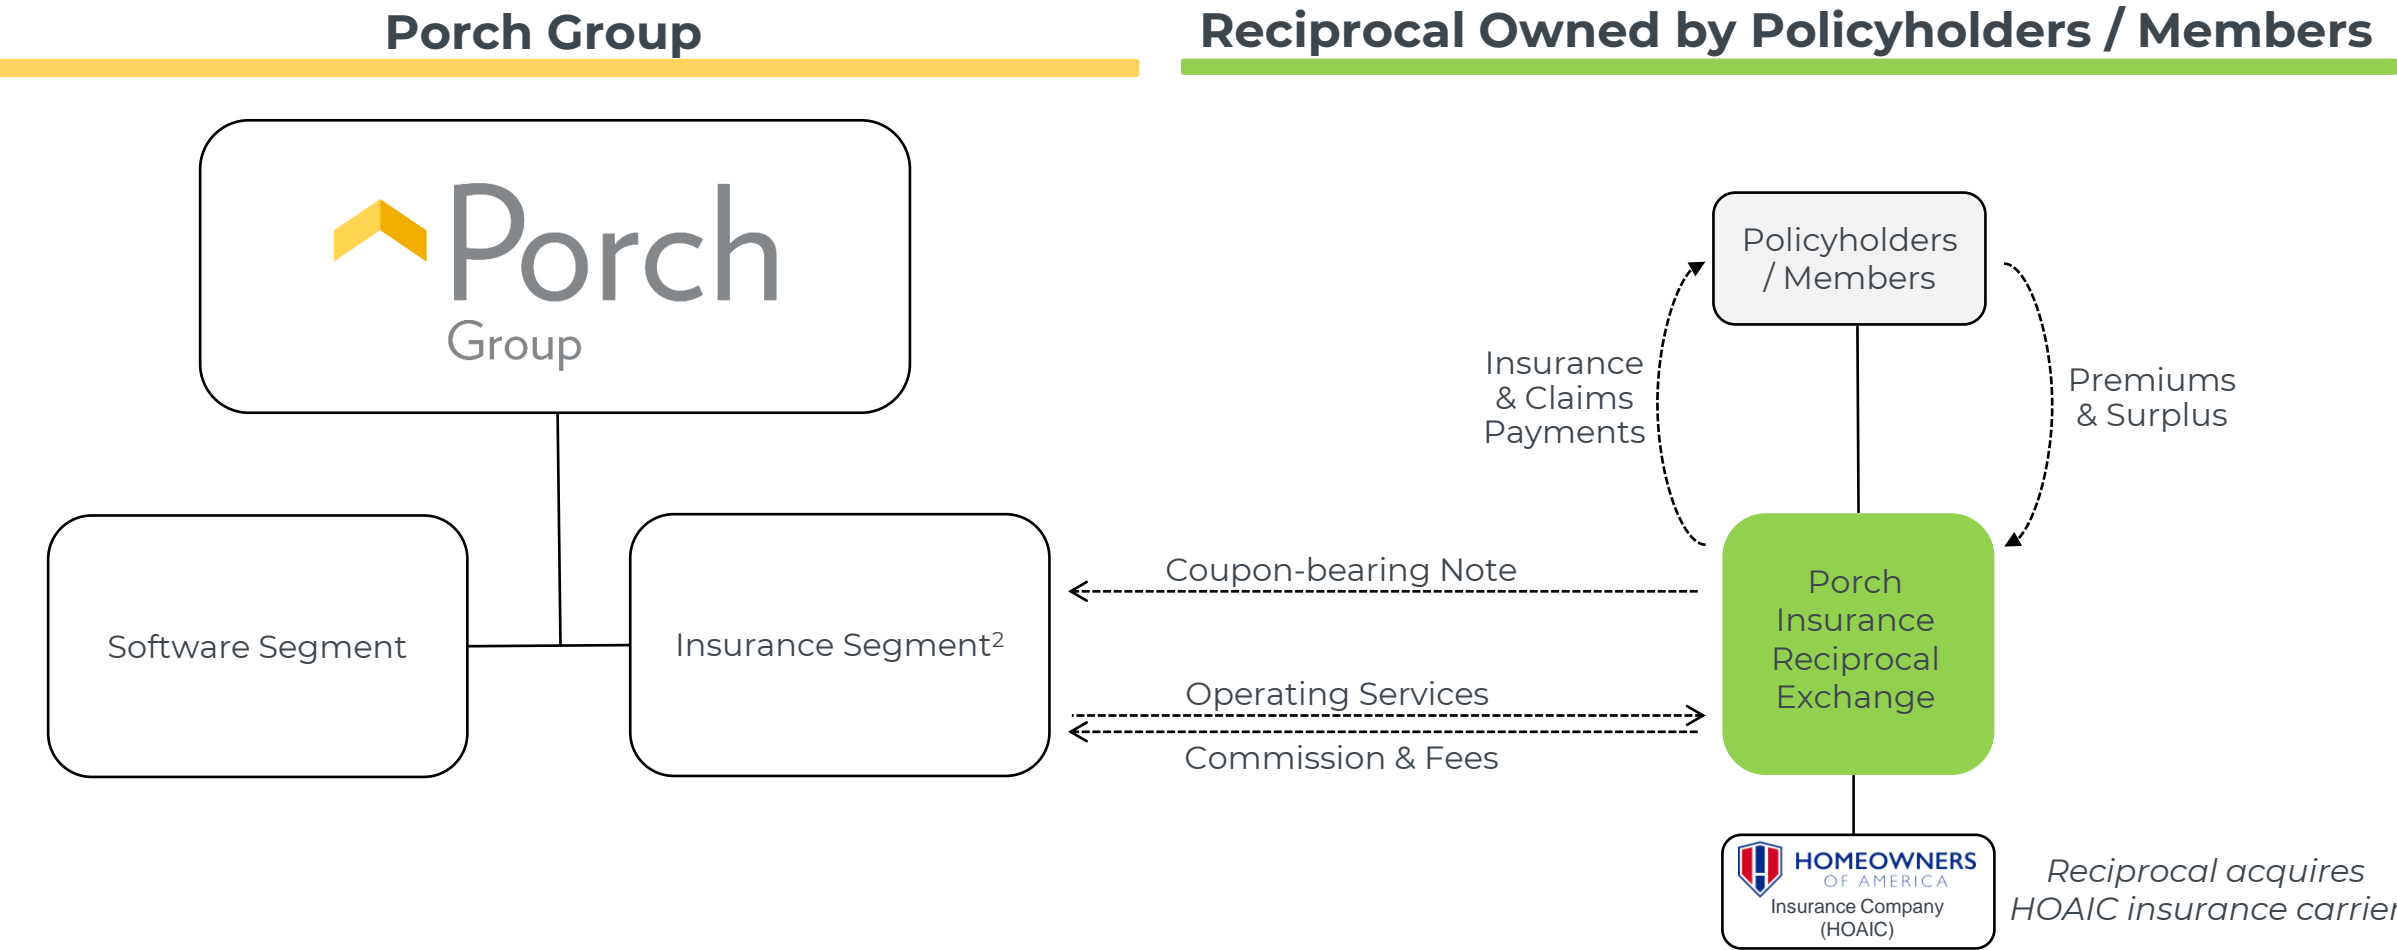 Porch Group
Reciprocal Owned by Policyholders / Members
Porch
Group
Software Segment
Insurance Segment²
Policyholders
/ Members
Insurance
& Claims
Payments
Premiums
& Surplus
Coupon-bearing Note
Operating Services
Commission & Fees
Porch
Insurance
Reciprocal
Exchange
HOMEOWNERS
OF AMERICA
Insurance Company
(HOAIC)
Reciprocal acquires
HOAIC insurance carrier